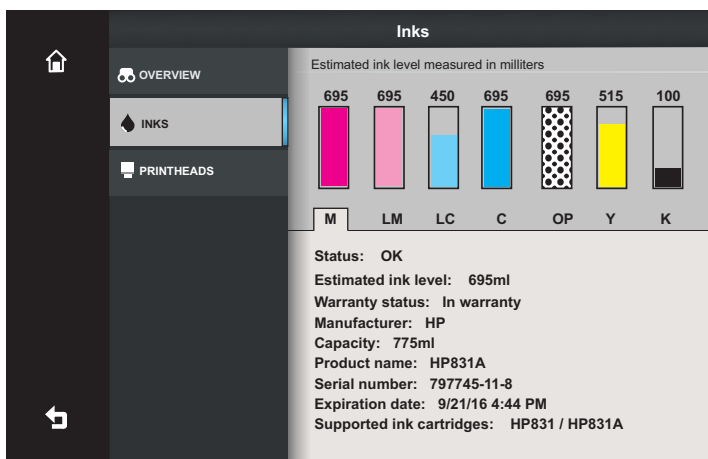 Inks
OVERVIEW
INKS
PRINTHEADS
Estimated ink level measured in milliters
695 695 450 695 695 515 100
M LM LC C OP Y K
Status: OK
Estimated ink level: 695ml
Warranty status: In warranty
Manufacturer: HP
Capacity: 775ml
Product name: HP831A
Serial number: 797745-11-8
Expiration date: 9/21/16 4:44 PM
Supported ink cartridges: HP831 / HP831A